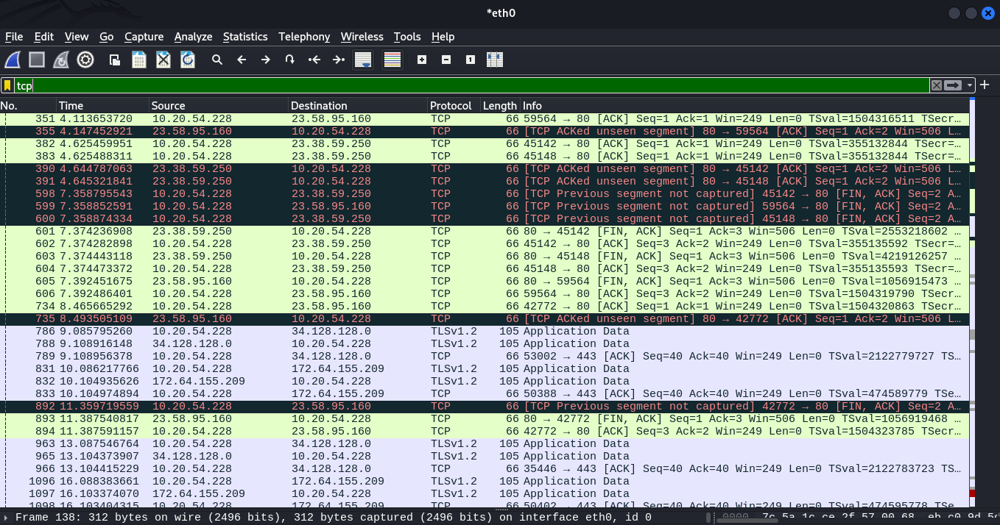 *eth0
File Edit View Go Capture Analyze Statistics Telephony Wireless Tools Help
tcp
No. Time Source Destination Protocol Length Info
351 4.113653720 10.20.54.228 23.58.95.160 TCP 66 59564 → 80 [ACK] Seq=1 Ack=1 Win=249 Len=0 TSval=1504316511 TSecr…
355 4.147452921 23.58.95.160 10.20.54.228 TCP 66 [TCP ACKed unseen segment] 80 → 59564 [ACK] Seq=1 Ack=2 Win=506 L…
382 4.625459951 10.20.54.228 23.38.59.250 TCP 66 45142 → 80 [ACK] Seq=1 Ack=1 Win=249 Len=0 TSval=355132844 TSecr=…
383 4.625488311 10.20.54.228 23.38.59.250 TCP 66 45148 → 80 [ACK] Seq=1 Ack=1 Win=249 Len=0 TSval=355132844 TSecr=…
390 4.644787063 23.38.59.250 10.20.54.228 TCP 66 [TCP ACKed unseen segment] 80 → 45142 [ACK] Seq=1 Ack=2 Win=506 L…
391 4.645321841 23.38.59.250 10.20.54.228 TCP 66 [TCP ACKed unseen segment] 80 → 45148 [ACK] Seq=1 Ack=2 Win=506 L…
598 7.358795543 10.20.54.228 23.38.59.250 TCP 66 [TCP Previous segment not captured] 45142 → 80 [FIN, ACK] Seq=2 A…
599 7.358852591 10.20.54.228 23.58.95.160 TCP 66 [TCP Previous segment not captured] 59564 → 80 [FIN, ACK] Seq=2 A…
600 7.358874334 10.20.54.228 23.38.59.250 TCP 66 [TCP Previous segment not captured] 45148 → 80 [FIN, ACK] Seq=2 A…
601 7.374236908 23.38.59.250 10.20.54.228 TCP 66 80 → 45142 [FIN, ACK] Seq=1 Ack=3 Win=506 Len=0 TSval=2553218602 …
602 7.374282898 10.20.54.228 23.38.59.250 TCP 66 45142 → 80 [ACK] Seq=3 Ack=2 Win=249 Len=0 TSval=355135592 TSecr=…
603 7.374443118 23.38.59.250 10.20.54.228 TCP 66 80 → 45148 [FIN, ACK] Seq=1 Ack=3 Win=506 Len=0 TSval=4219126257 …
604 7.374473372 10.20.54.228 23.38.59.250 TCP 66 45148 → 80 [ACK] Seq=3 Ack=2 Win=249 Len=0 TSval=355135593 TSecr=…
605 7.392451675 23.58.95.160 10.20.54.228 TCP 66 80 → 59564 [FIN, ACK] Seq=1 Ack=3 Win=506 Len=0 TSval=1056915473 …
606 7.392486401 10.20.54.228 23.58.95.160 TCP 66 59564 → 80 [ACK] Seq=3 Ack=2 Win=249 Len=0 TSval=1504319790 TSecr…
734 8.465665292 10.20.54.228 23.58.95.160 TCP 66 42772 → 80 [ACK] Seq=1 Ack=1 Win=249 Len=0 TSval=1504320863 TSecr…
735 8.493505109 23.58.95.160 10.20.54.228 TCP 66 [TCP ACKed unseen segment] 80 → 42772 [ACK] Seq=1 Ack=2 Win=506 L…
786 9.085795260 10.20.54.228 34.128.128.0 TLSv1.2 105 Application Data
788 9.108916148 34.128.128.0 10.20.54.228 TLSv1.2 105 Application Data
789 9.108956378 10.20.54.228 34.128.128.0 TCP 66 53002 → 443 [ACK] Seq=40 Ack=40 Win=249 Len=0 TSval=2122779727 TS…
831 10.086217766 10.20.54.228 172.64.155.209 TLSv1.2 105 Application Data
832 10.104935626 172.64.155.209 10.20.54.228 TLSv1.2 105 Application Data
833 10.104974894 10.20.54.228 172.64.155.209 TCP 66 50388 → 443 [ACK] Seq=40 Ack=40 Win=249 Len=0 TSval=474589779 TSe…
892 11.359719559 10.20.54.228 23.58.95.160 TCP 66 [TCP Previous segment not captured] 42772 → 80 [FIN, ACK] Seq=2 A…
893 11.387540817 23.58.95.160 10.20.54.228 TCP 66 80 → 42772 [FIN, ACK] Seq=1 Ack=3 Win=506 Len=0 TSval=1056919468 …
894 11.387591157 10.20.54.228 23.58.95.160 TCP 66 42772 → 80 [ACK] Seq=3 Ack=2 Win=249 Len=0 TSval=1504323785 TSecr…
963 13.087546764 10.20.54.228 34.128.128.0 TLSv1.2 105 Application Data
965 13.104373907 34.128.128.0 10.20.54.228 TLSv1.2 105 Application Data
966 13.104415229 10.20.54.228 34.128.128.0 TCP 66 35446 → 443 [ACK] Seq=40 Ack=40 Win=249 Len=0 TSval=2122783723 TS…
1096 16.088383661 10.20.54.228 172.64.155.209 TLSv1.2 105 Application Data
1097 16.103374070 172.64.155.209 10.20.54.228 TLSv1.2 105 Application Data
1098 16.103404315 10.20.54.228 172.64.155.209 TCP 66 50402 → 443 [ACK] Seq=40 Ack=40 Win=249 Len=0 TSval=474595778 TSe…
Frame 138: 312 bytes on wire (2496 bits), 312 bytes captured (2496 bits) on interface eth0, id 0 0000 7c 5a 1c ce 2f 57 00 68 eb c0 9d